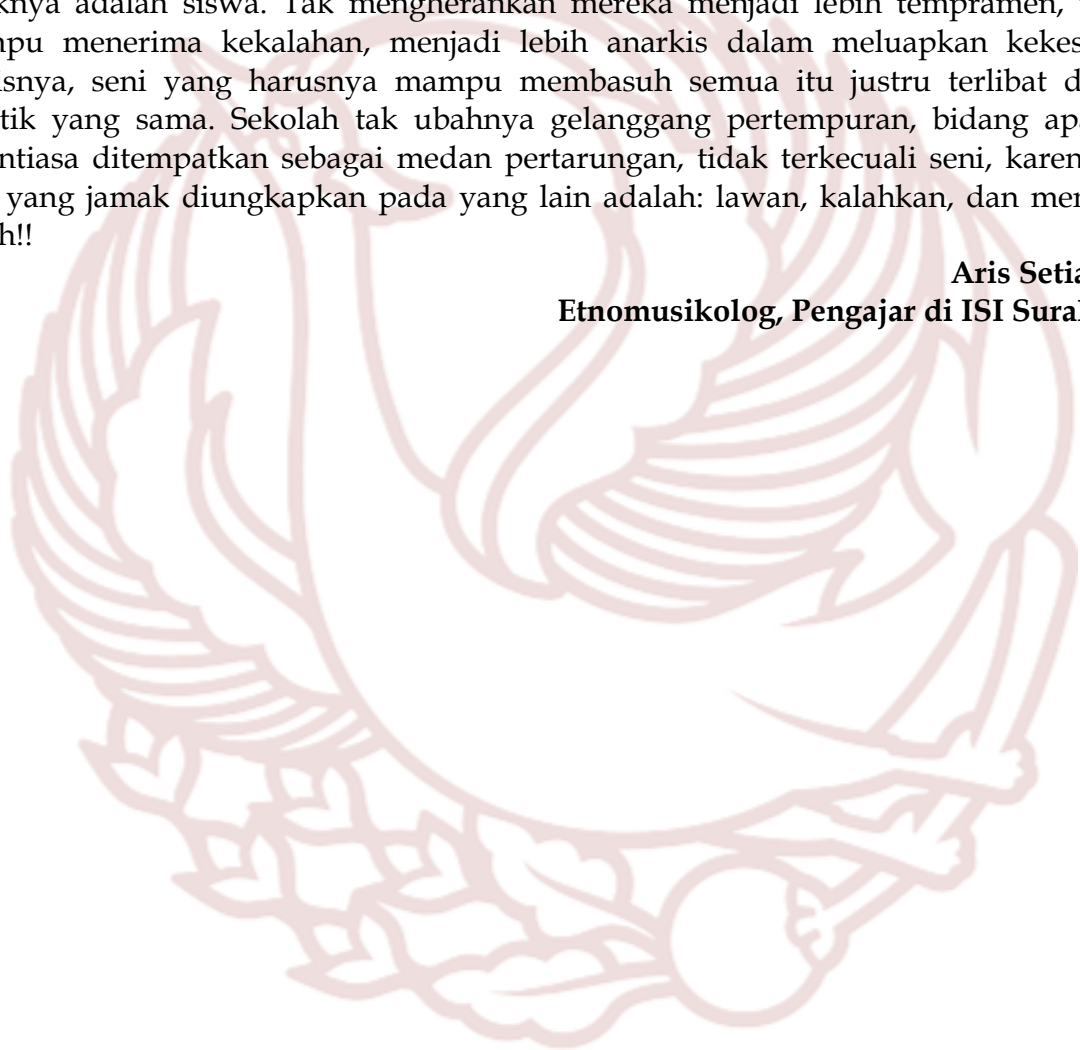 knya adalah siswa. Tak mengherankan mereka menjadi lebih tempramen,
mpu menerima kekalahan, menjadi lebih anarkis dalam meluapkan kekes
isnya, seni yang harusnya mampu membasuh semua itu justru terlibat d
tik yang sama. Sekolah tak ubahnya gelanggang pertempuran, bidang apa
ntiasa ditempatkan sebagai medan pertarungan, tidak terkecuali seni, karen
yang jamak diungkapkan pada yang lain adalah: lawan, kalahkan, dan men
h!!
Aris Setia
Etnomusikolog, Pengajar di ISI Sura